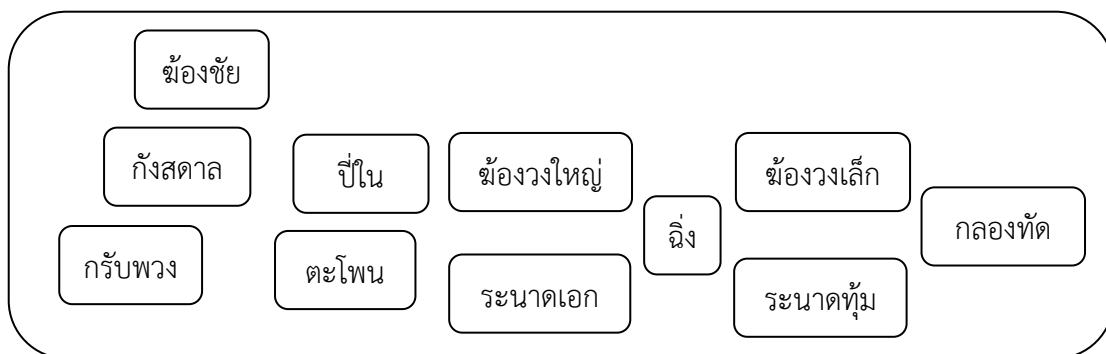 ฆ้องชัย
กังสดาล
ปี่ใน
ฆ้องวงใหญ่
ฆ้องวงเล็ก
กลองทัด
ฉิ่ง
กรับพวง
ตะโพน
ระนาดเอก
ระนาดทุ้ม